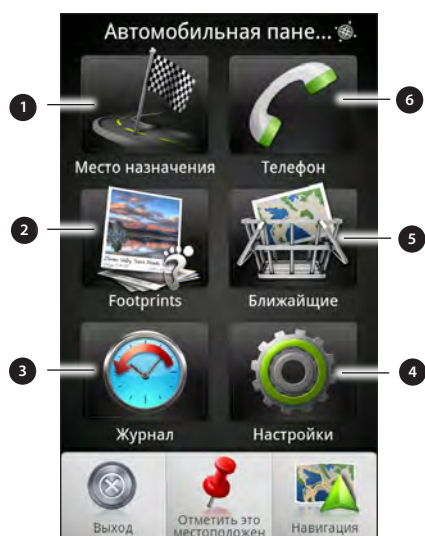 Автомобильная пане...
1
6
Место назначения
Телефон
2
5
Footprints
Ближайщие
3
4
Журнал
Настройки
Выход
Отметить это
местоположен
Навигация